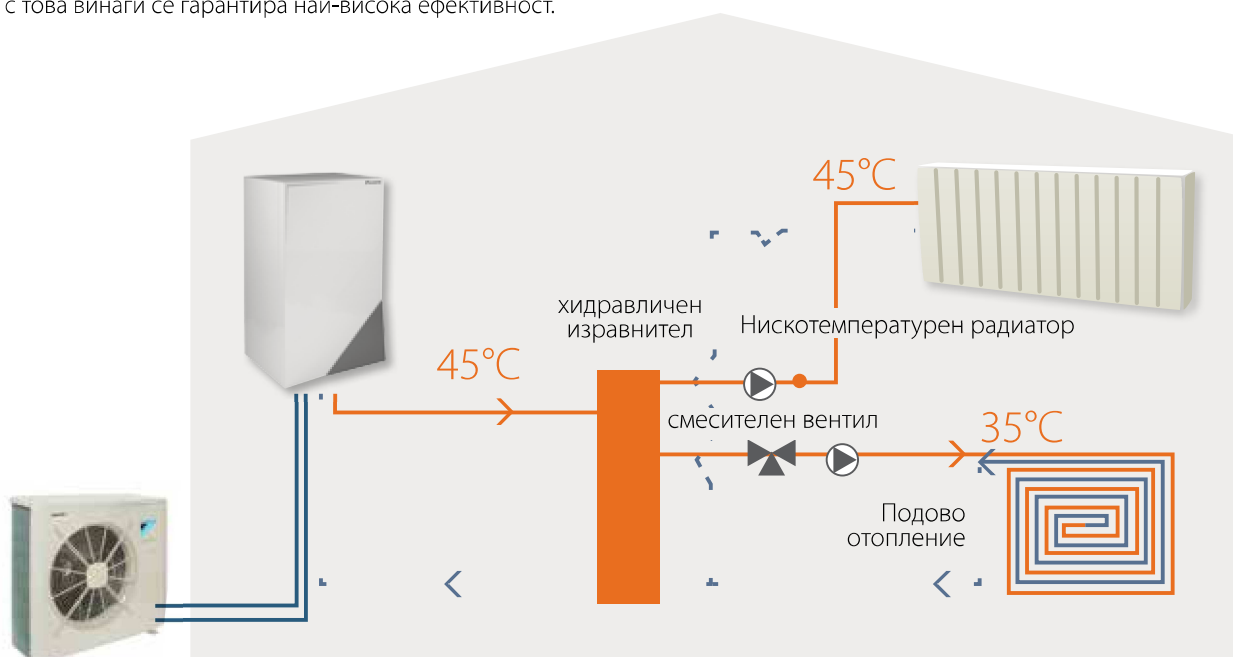 с това винаги се гарантира най-висока ефективност.
45°C
хидравличен
изравнител
Нискотемпературен радиатор
45°C
смесителен вентил
35°C
Подово
отопление